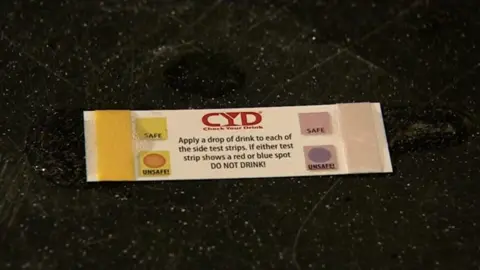 CYD
Check Your Drink
Apply a drop of drink to each of
the side test strips. If either test
strip shows a red or blue spot
DO NOT DRINK!
SAFE
UNSAFE!
SAFE
UNSAFE!